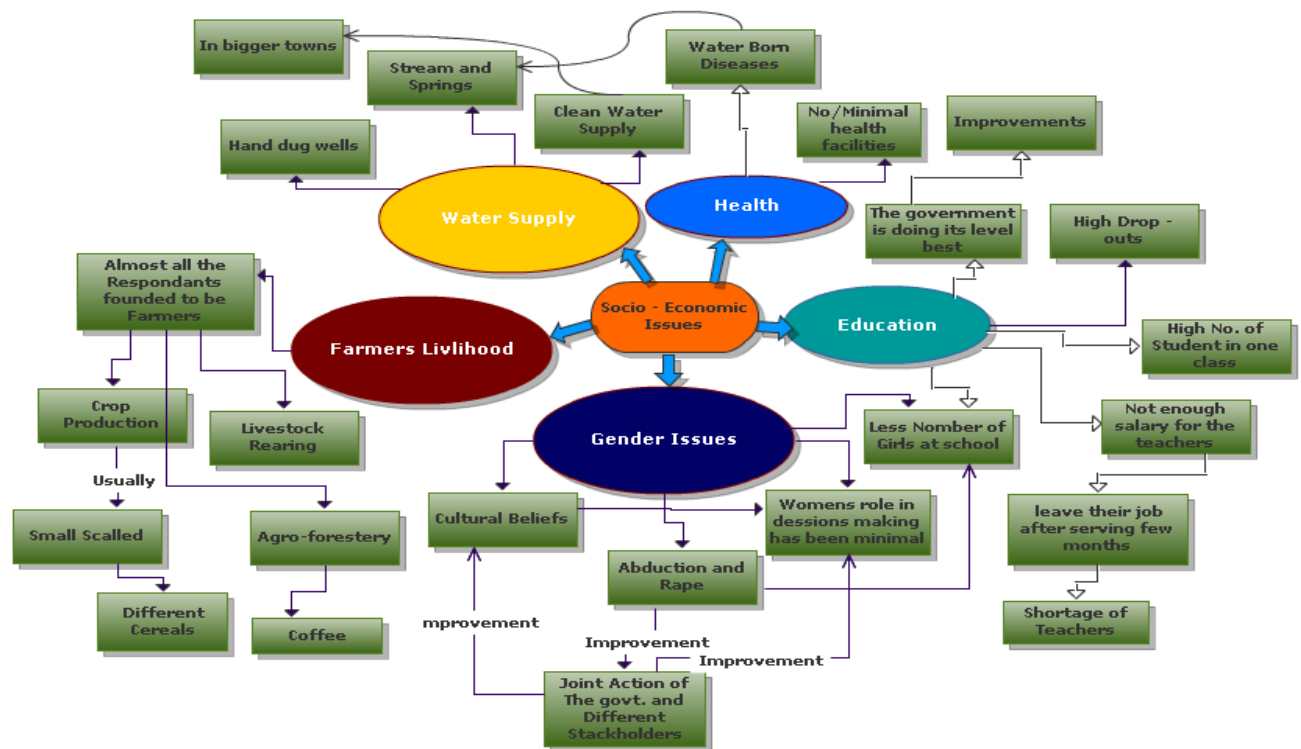 In bigger towns
Stream and
Springs
Water Born
Diseases
Clean Water
Supply
No/Minimal
health
facilities
Improvements
Hand dug wells
Water Supply
Health
The government
is doing its level
best
High Drop -
outs
Almost all the
Respondants
founded to be
Farmers
Socio - Economic
Issues
Farmers Livlihood
Education
High No. of
Student in one
class
Crop
Production
Livestock
Rearing
Gender Issues
Less Nomber of
Girls at school
Not enough
salary for the
teachers
Usually
Small Scalled
Agro-forestery
Cultural Beliefs
Womens role in
dessions making
has been minimal
leave their job
after serving few
months
Abduction and
Rape
Different
Cereals
Coffee
mprovement
Improvement
Improvement
Shortage of
Teachers
Joint Action of
The govt. and
Different
Stackholders